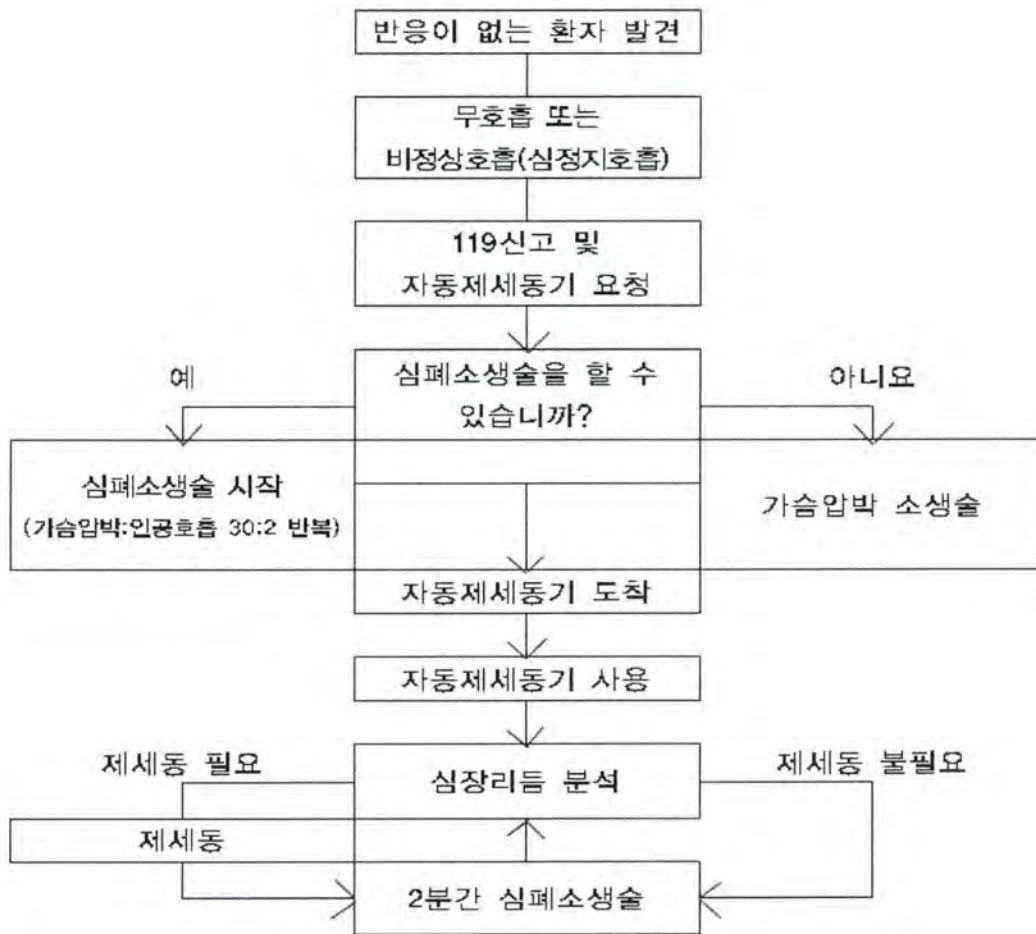 반응이 없는 환자 발견
무호흡 또는
비정상호흡(심정지호흡)
119신고 및
자동제세동기 요청
심폐소생술을 할 수
있습니까?
예
아니요
심폐소생술 시작
(가슴압박:인공호흡 30:2 반복)
가슴압박 소생술
자동제세동기 도착
자동제세동기 사용
심장리듬 분석
제세동 필요
제세동 불필요
제세동
2분간 심폐소생술